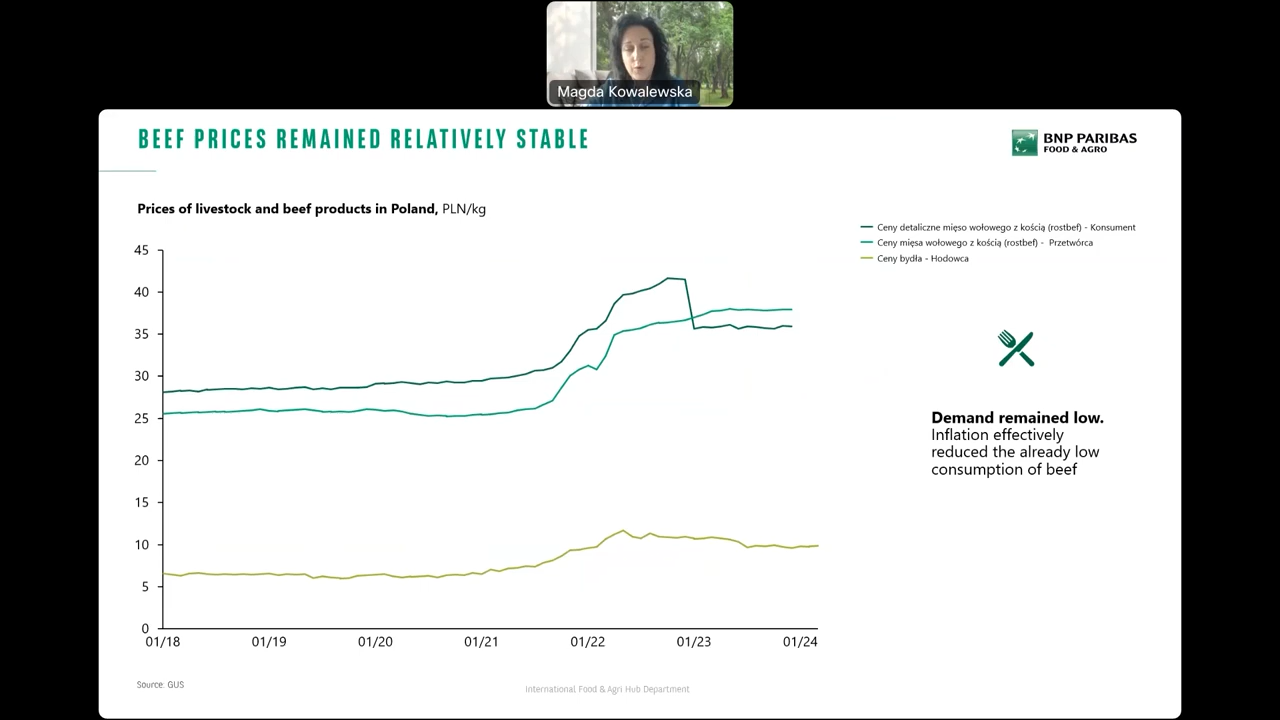 Magda Kowalewska
BEEF PRICES REMAINED RELATIVELY STABLE
BNP PARIBAS
FOOD & AGRO
Prices of livestock and beef products in Poland, PLN/kg
Ceny detaliczne mięso wołowego z kością (rostbef) - Konsument
Ceny mięsa wołowego z kością (rostbef) - Przetwórca
Ceny bydła - Hodowca
45
40
35
30
25
20
15
10
5
0
01/18 01/19 01/20 01/21 01/22 01/23 01/24
Demand remained low.
Inflation effectively
reduced the already low
consumption of beef
Source: GUS
International Food & Agri Hub Department